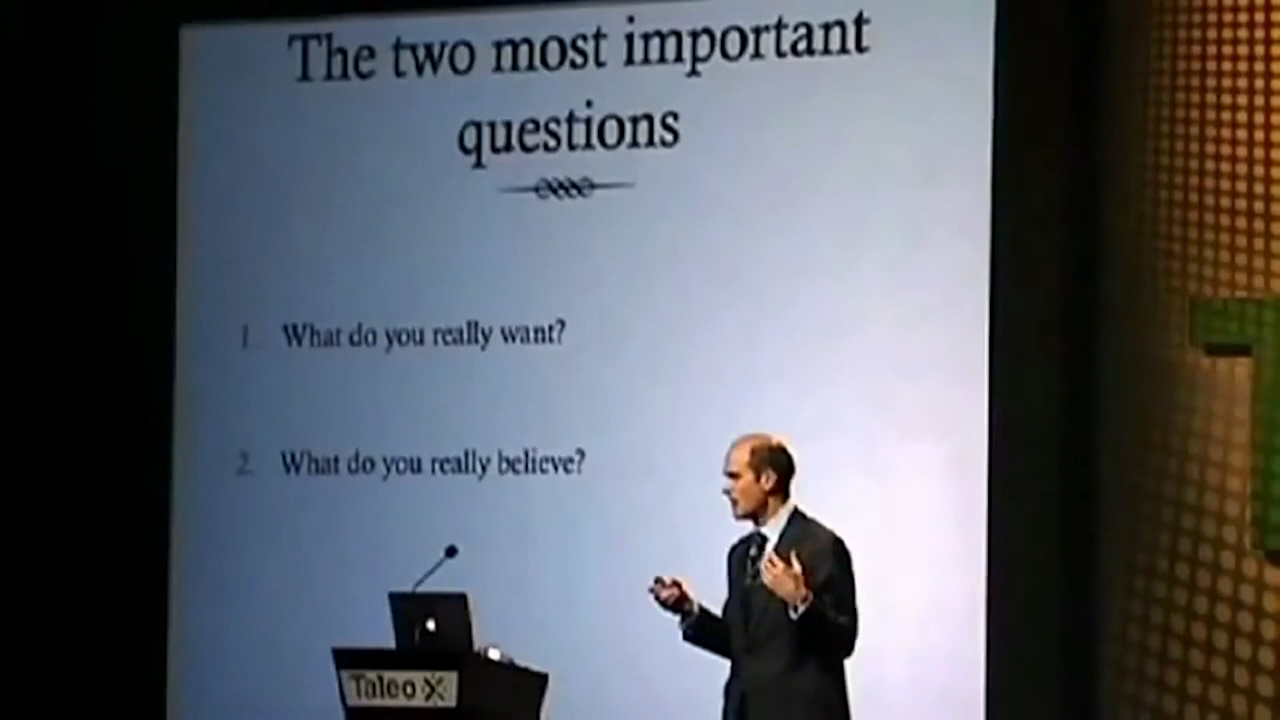 The two most important
questions
1. What do you really want?
2. What do you really believe?
Taleo X